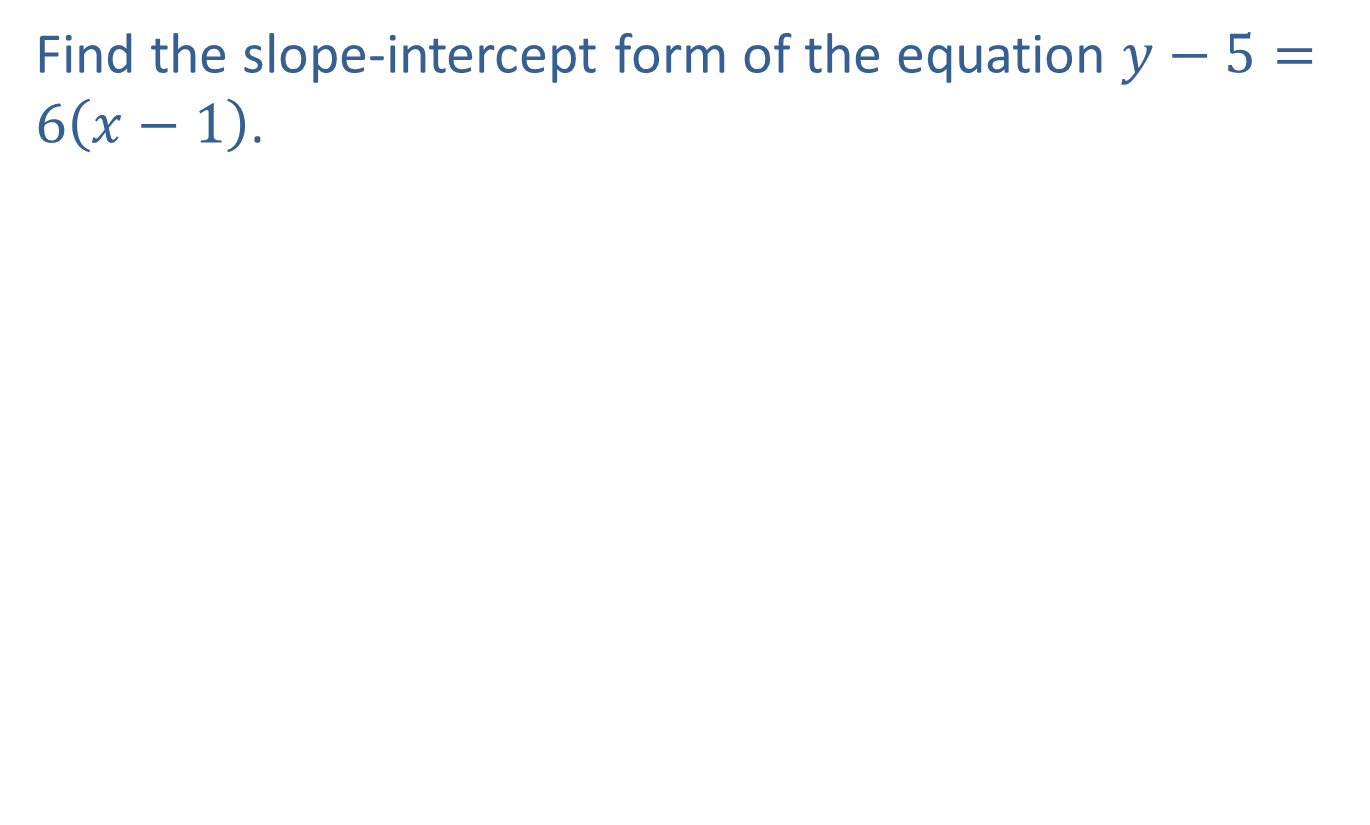 Find the slope-intercept form of the equation 𝑦 − 5 =
6(𝑥 − 1).